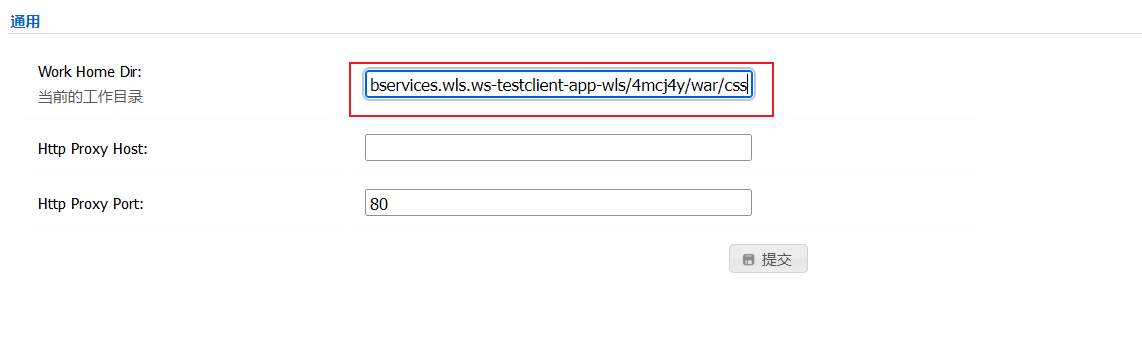 通用
Work Home Dir:
bservices.wls.ws-testclient-app-wls/4mcj4y/war/css
当前的工作目录
Http Proxy Host:
Http Proxy Port:
80
提交